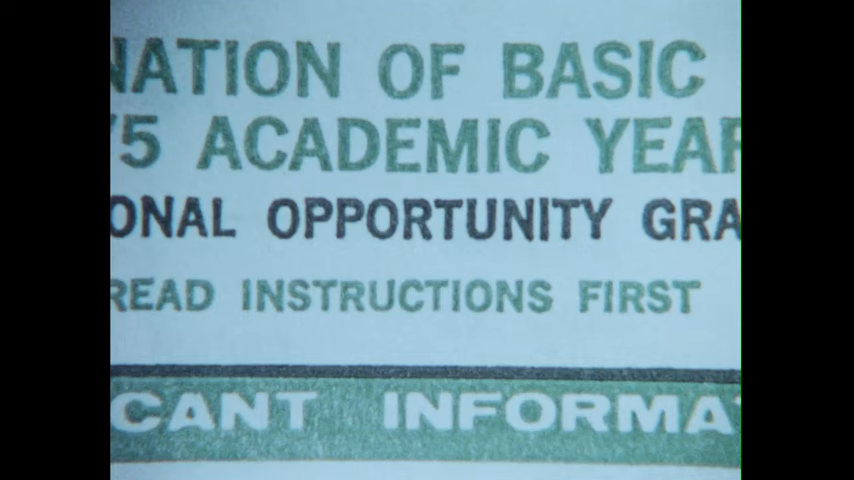 NATION OF BASIC
'75 ACADEMIC YEAR
ONAL OPPORTUNITY GRA
READ INSTRUCTIONS FIRST
CANT INFORMA